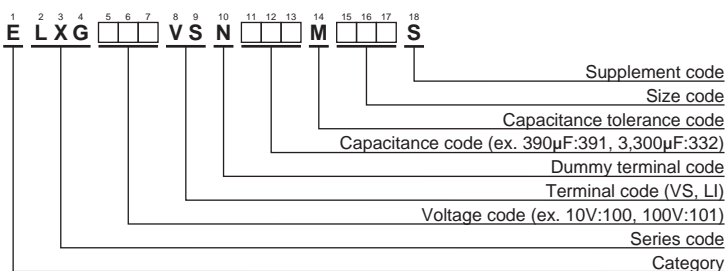 1 2 3 4 5 6 7 8 9 10 11 12 13 14 15 16 17 18
E L X G □ □ □ V S N □ □ □ M □ □ □ S
Supplement code
Size code
Capacitance tolerance code
Capacitance code (ex. 390µF:391, 3,300µF:332)
Dummy terminal code
Terminal code (VS, LI)
Voltage code (ex. 10V:100, 100V:101)
Series code
Category